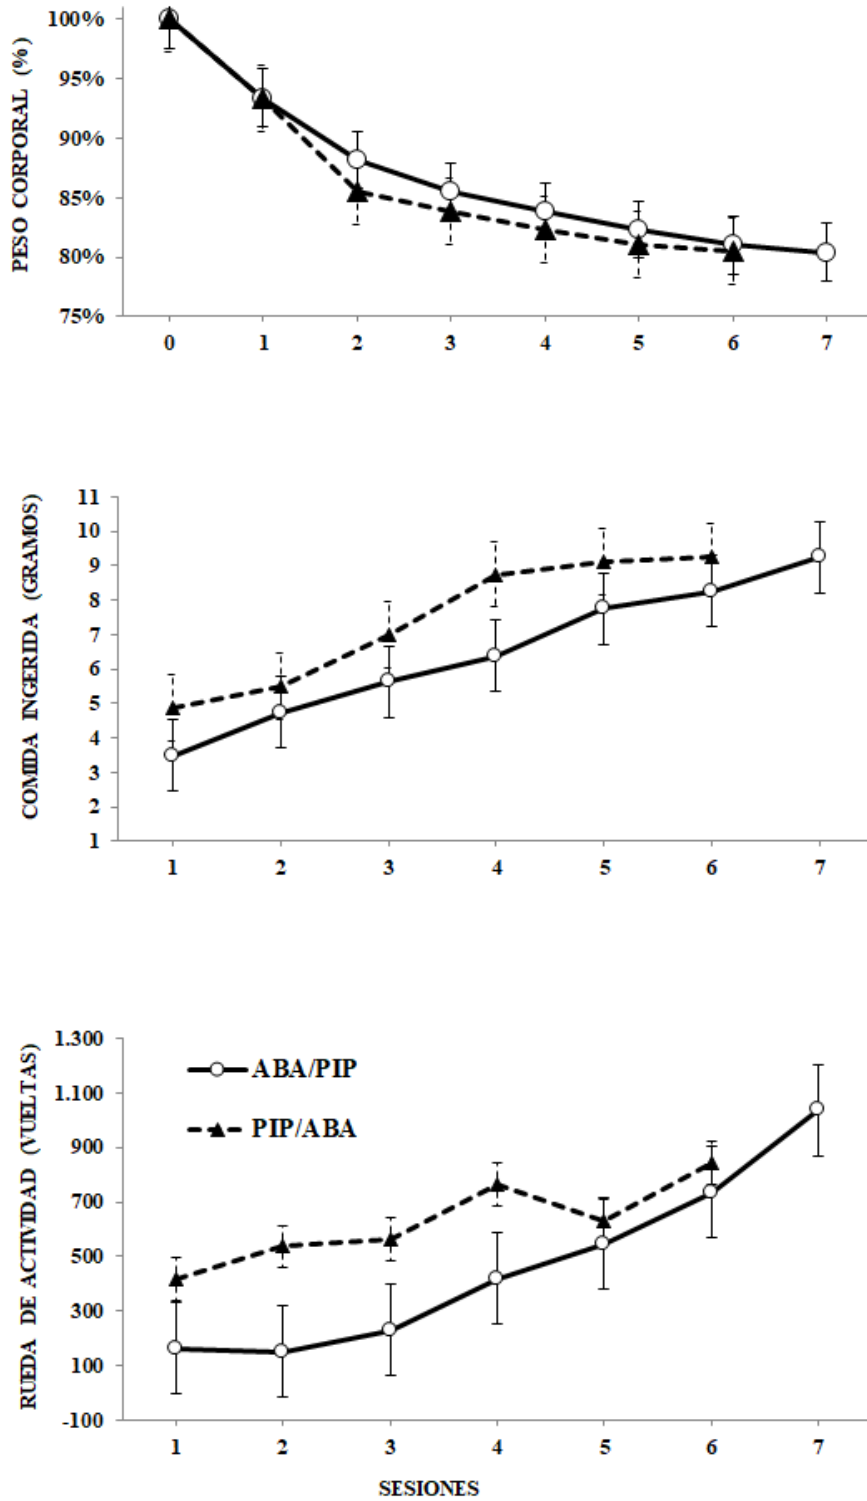 PESO CORPORAL (%)
100%
95%
90%
85%
80%
75%
0 1 2 3 4 5 6 7
COMIDA INGERIDA (GRAMOS)
11
10
9
8
7
6
5
4
3
2
1
1 2 3 4 5 6 7
RUEDA DE ACTIVIDAD (VUELTAS)
1.300
1.100
900
700
500
300
100
-100
ABA/PIP
PIP/ABA
1 2 3 4 5 6 7
SESIONES